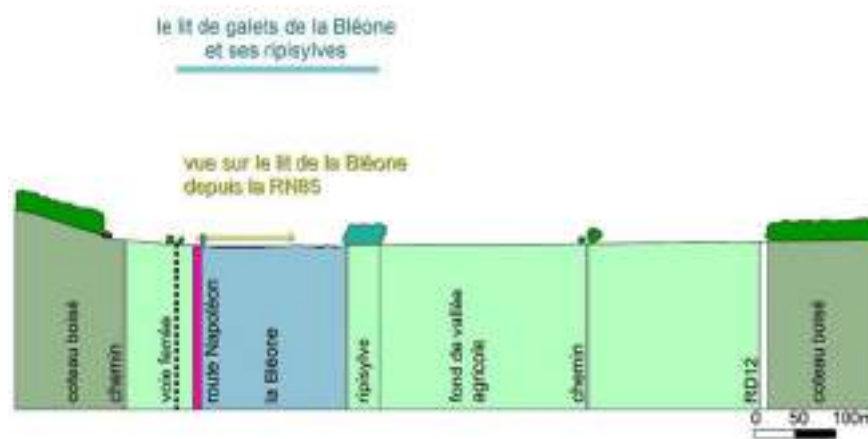 le lit de galets de la Bléone
et ses ripisylves
vue sur le lit de la Bléone
depuis la RN85
coteau boisé
chemin
voie ferrée
route Napoléon
la Bléone
ripisylve
fond de vallée
agricole
chemin
RD12
coteau boisé
0 50 100m